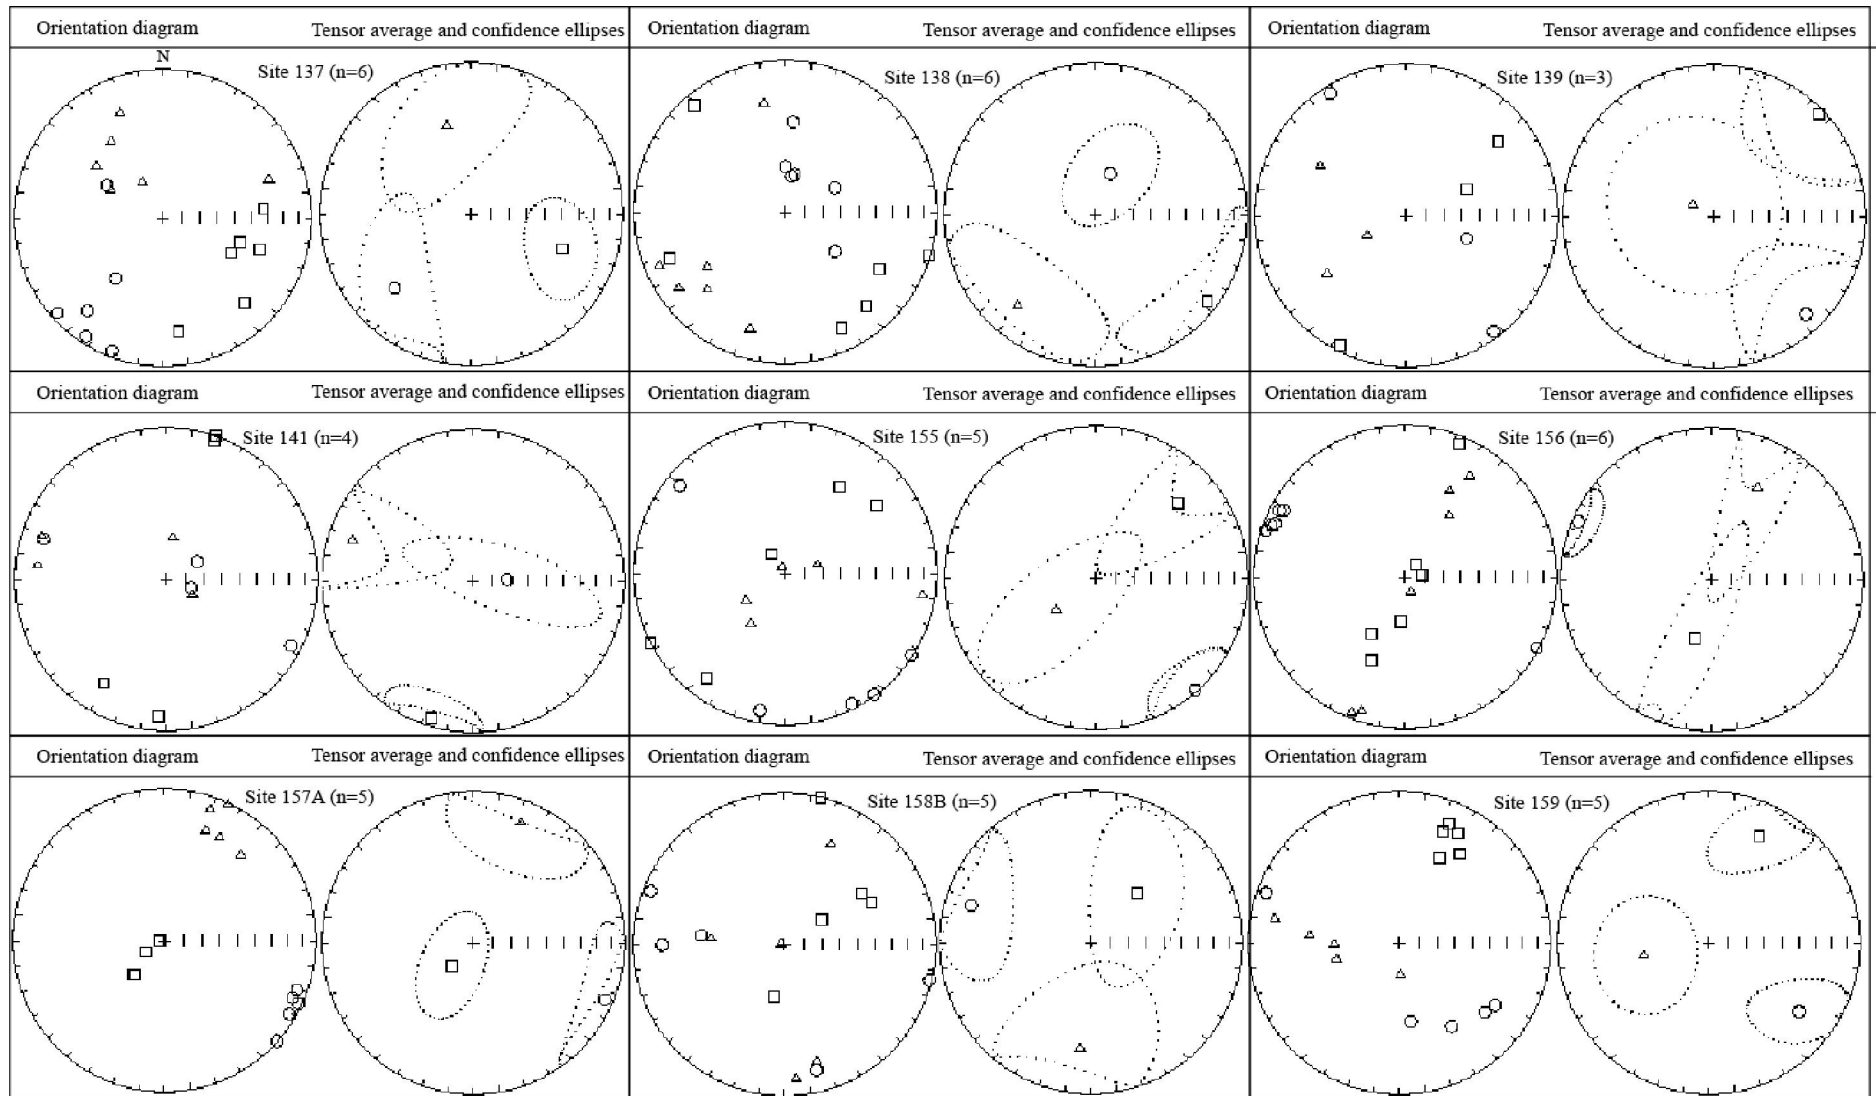 Orientation diagram Tensor average and confidence ellipses Orientation diagram Tensor average and confidence ellipses Orientation diagram Tensor average and confidence ellipses
N
Site 137 (n=6) Site 138 (n=6) Site 139 (n=3)
Orientation diagram Tensor average and confidence ellipses Orientation diagram Tensor average and confidence ellipses Orientation diagram Tensor average and confidence ellipses
Site 141 (n=4) Site 155 (n=5) Site 156 (n=6)
Orientation diagram Tensor average and confidence ellipses Orientation diagram Tensor average and confidence ellipses Orientation diagram Tensor average and confidence ellipses
Site 157A (n=5) Site 158B (n=5) Site 159 (n=5)